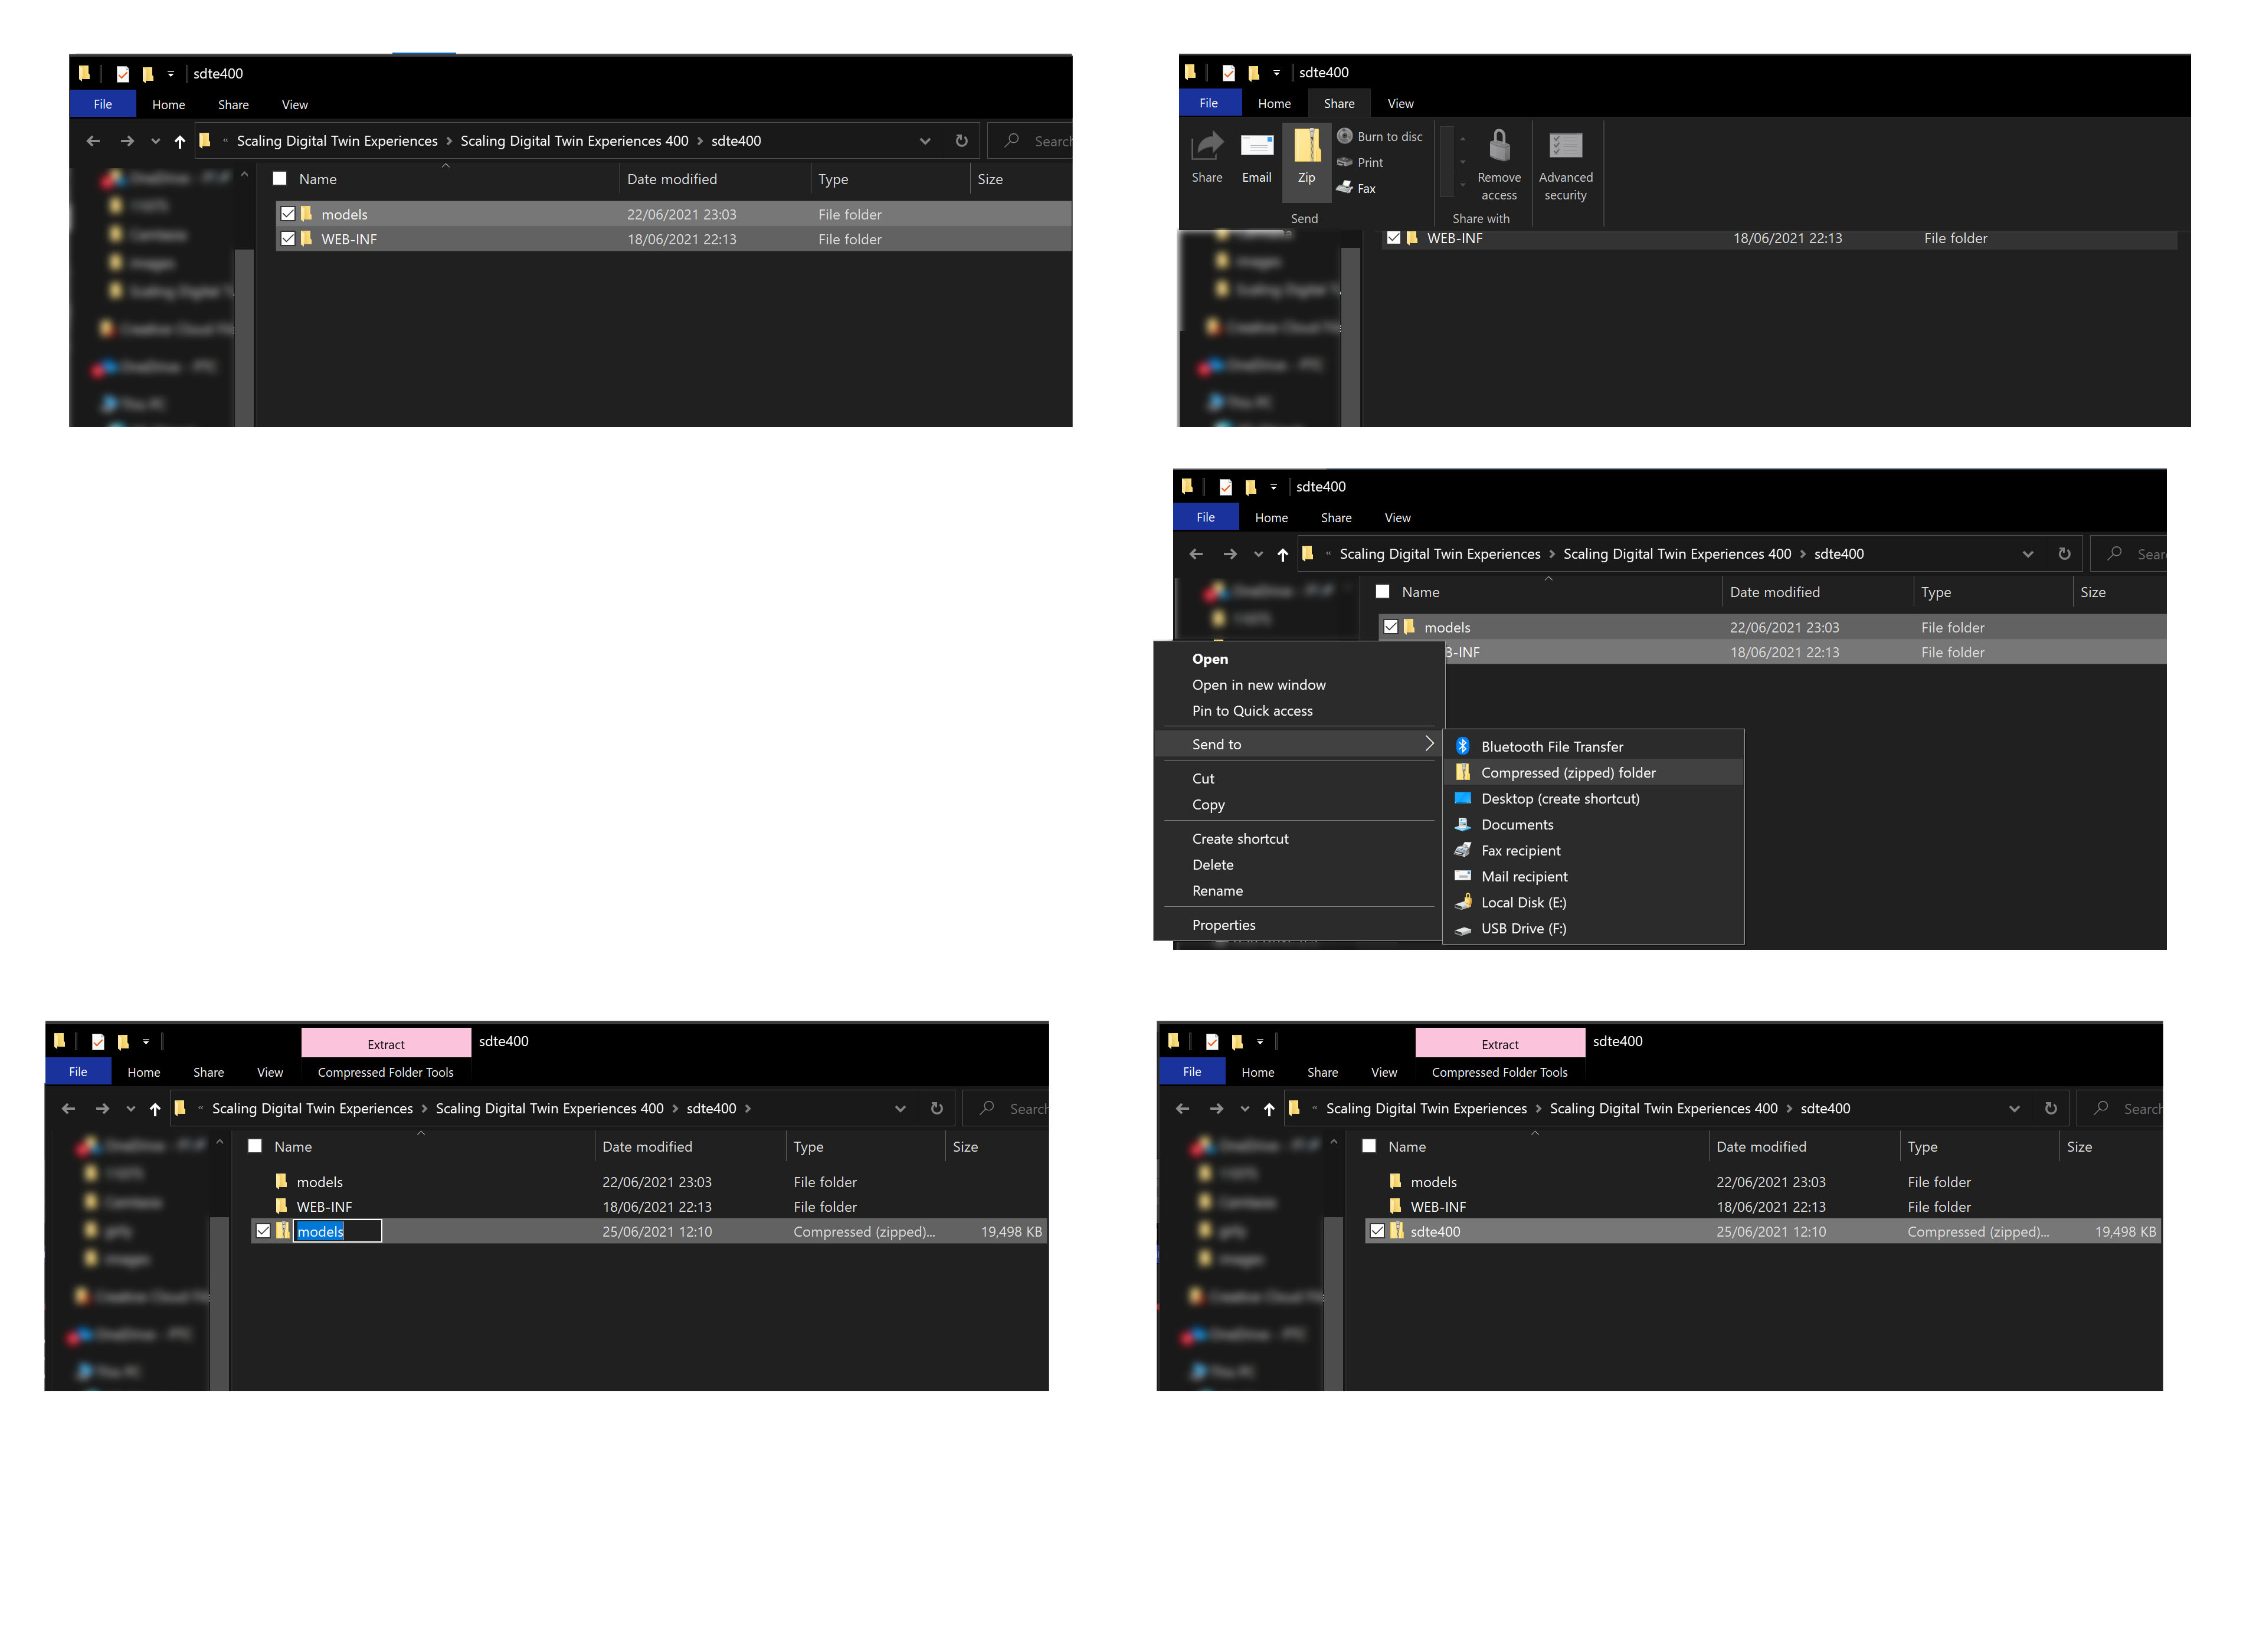 sdte400
File Home Share View
Scaling Digital Twin Experiences Scaling Digital Twin Experiences 400 sdte400
Name Date modified Type Size
models 22/06/2021 23:03 File folder
WEB-INF 18/06/2021 22:13 File folder
sdte400
File Home Share View
Share Email Zip
Burn to disc
Print
Fax
Send
Remove access
Share with
Advanced security
WEB-INF 18/06/2021 22:13 File folder
sdte400
File Home Share View
Scaling Digital Twin Experiences Scaling Digital Twin Experiences 400 sdte400
Name Date modified Type Size
models 22/06/2021 23:03 File folder
B-INF 18/06/2021 22:13 File folder
Open
Open in new window
Pin to Quick access
Send to
Cut
Copy
Create shortcut
Delete
Rename
Properties
Bluetooth File Transfer
Compressed (zipped) folder
Desktop (create shortcut)
Documents
Fax recipient
Mail recipient
Local Disk (E:)
USB Drive (F:)
Extract sdte400
File Home Share View Compressed Folder Tools
Scaling Digital Twin Experiences Scaling Digital Twin Experiences 400 sdte400
Name Date modified Type Size
models 22/06/2021 23:03 File folder
WEB-INF 18/06/2021 22:13 File folder
models 25/06/2021 12:10 Compressed (zipped)... 19,498 KB
Extract sdte400
File Home Share View Compressed Folder Tools
Scaling Digital Twin Experiences Scaling Digital Twin Experiences 400 sdte400
Name Date modified Type Size
models 22/06/2021 23:03 File folder
WEB-INF 18/06/2021 22:13 File folder
sdte400 25/06/2021 12:10 Compressed (zipped)... 19,498 KB